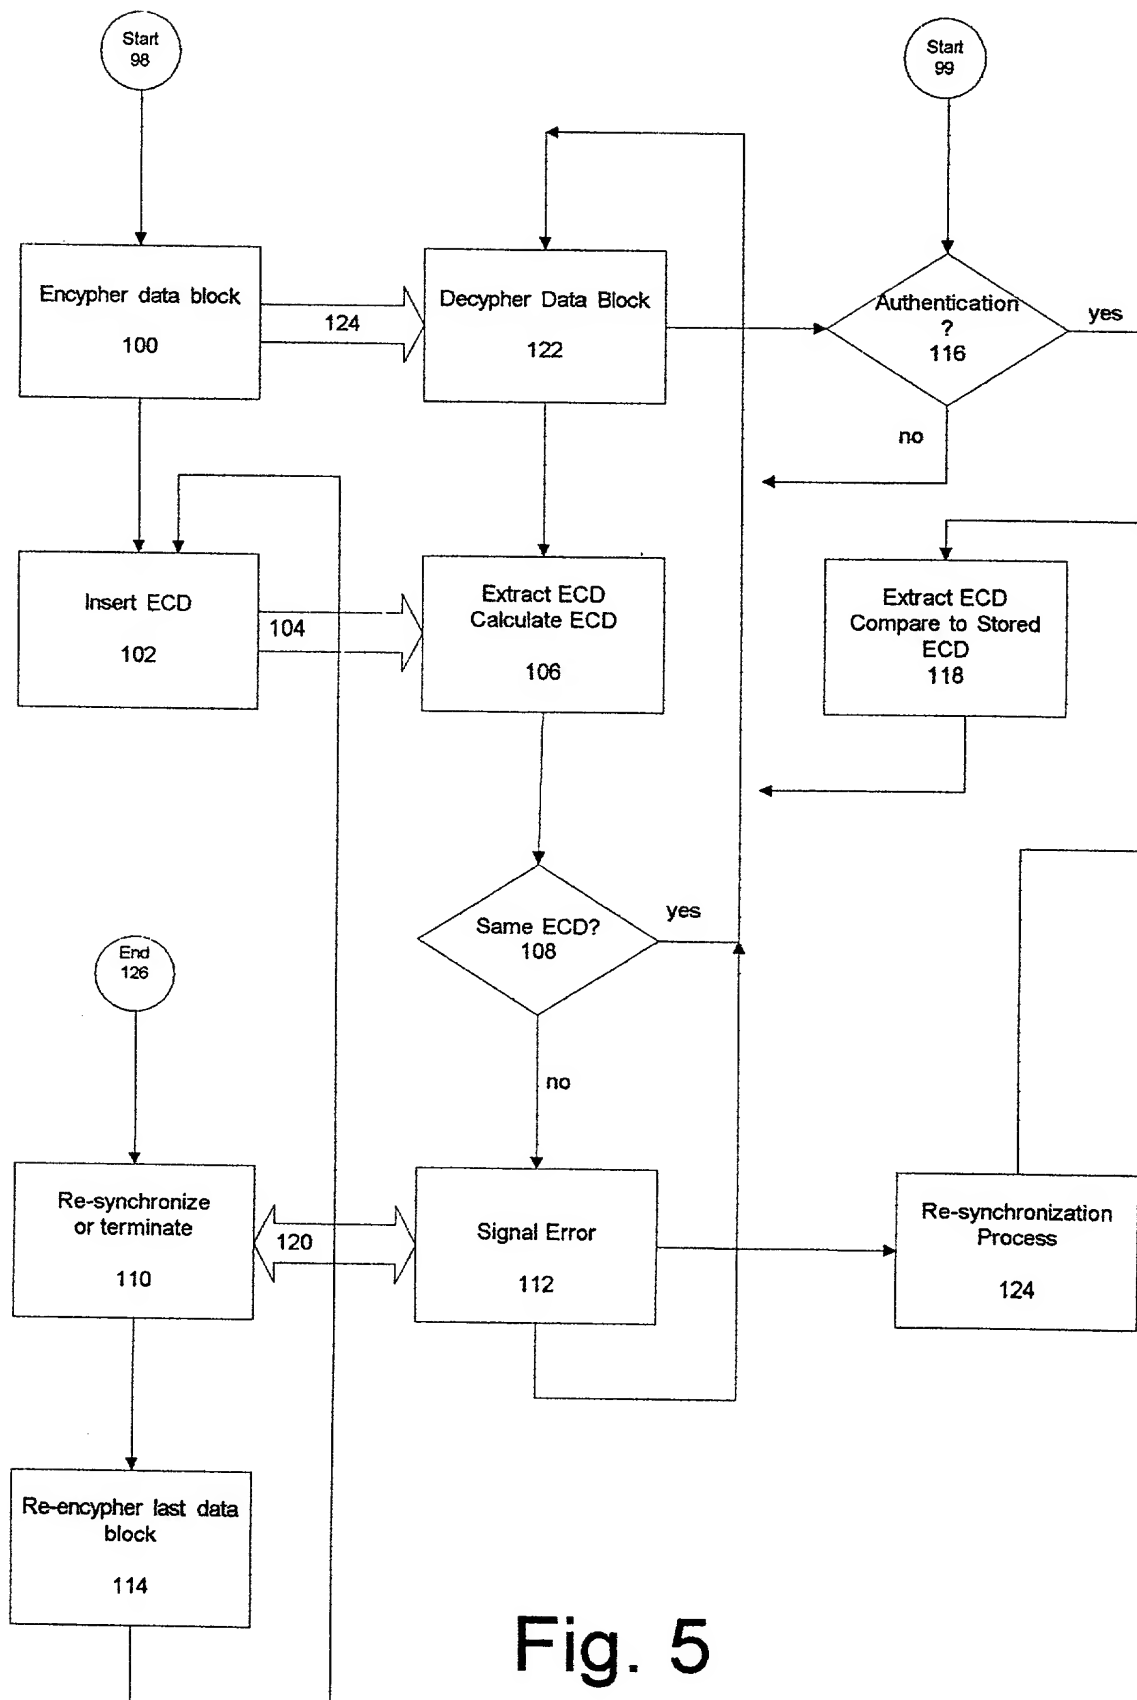 Start
98
Start
99
Encypher data block
100
124
Decypher Data Block
122
Authentication
?
116
yes
no
Insert ECD
102
104
Extract ECD
Calculate ECD
106
Extract ECD
Compare to Stored
ECD
118
Same ECD?
108
yes
no
End
126
Re-synchronize
or terminate
110
120
Signal Error
112
Re-synchronization
Process
124
Re-encypher last data
block
114
Fig. 5